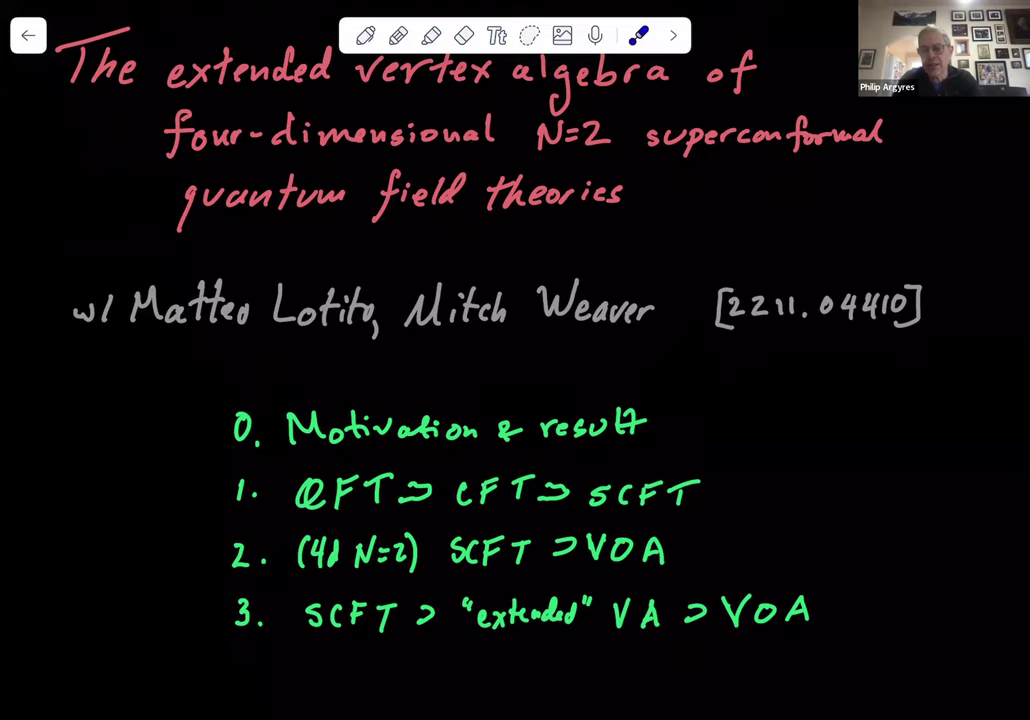 Tt
Philip Argyres
The extended vertex algebra of
four-dimensional N=2 superconformal
quantum field theories
w/ Matteo Lotito, Mitch Weaver [2211.04410]
0. Motivation & result
1. QFT ⊃ CFT ⊃ SCFT
2. (4d N=2) SCFT ⊃ VOA
3. SCFT ⊃ "extended" VA ⊃ VOA